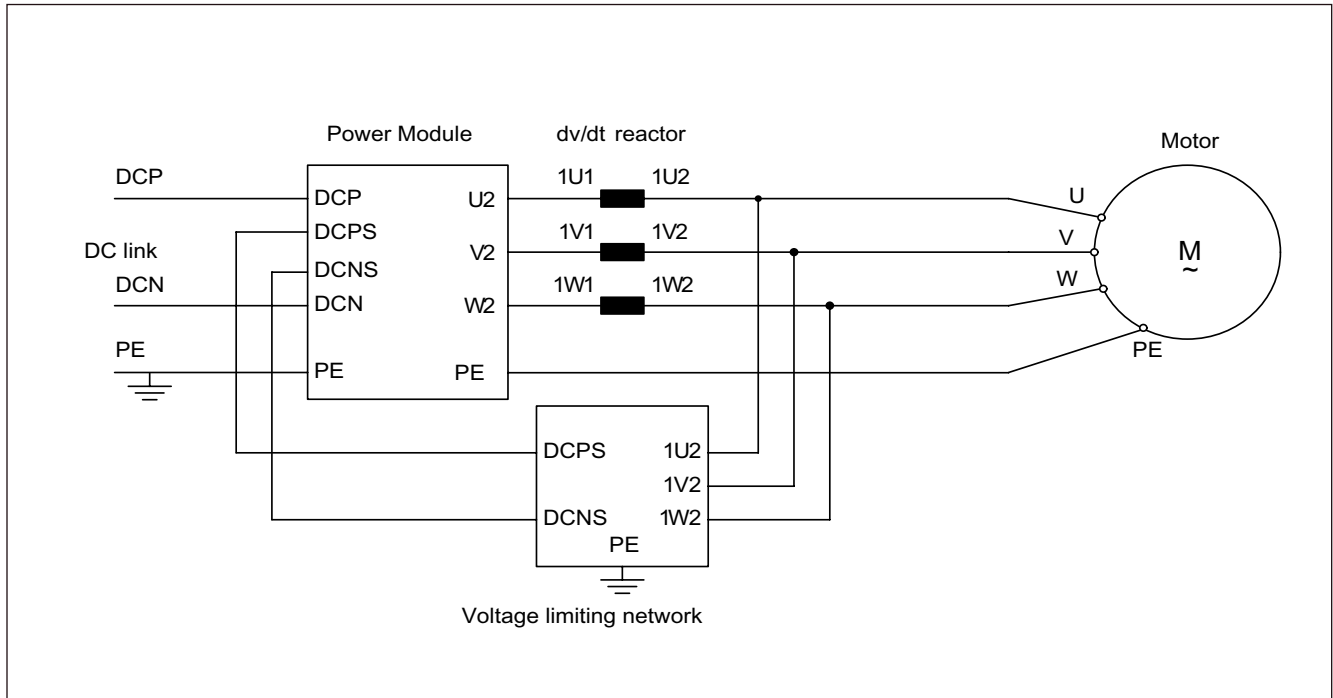 Power Module
dv/dt reactor
Motor
DCP
DCP
U2
1U1
1U2
U
DCPS
V2
1V1
1V2
V
M
~
DC link
DCNS
DCN
DCN
W2
1W1
1W2
W
PE
PE
PE
PE
DCPS
1U2
1V2
DCNS
1W2
PE
Voltage limiting network